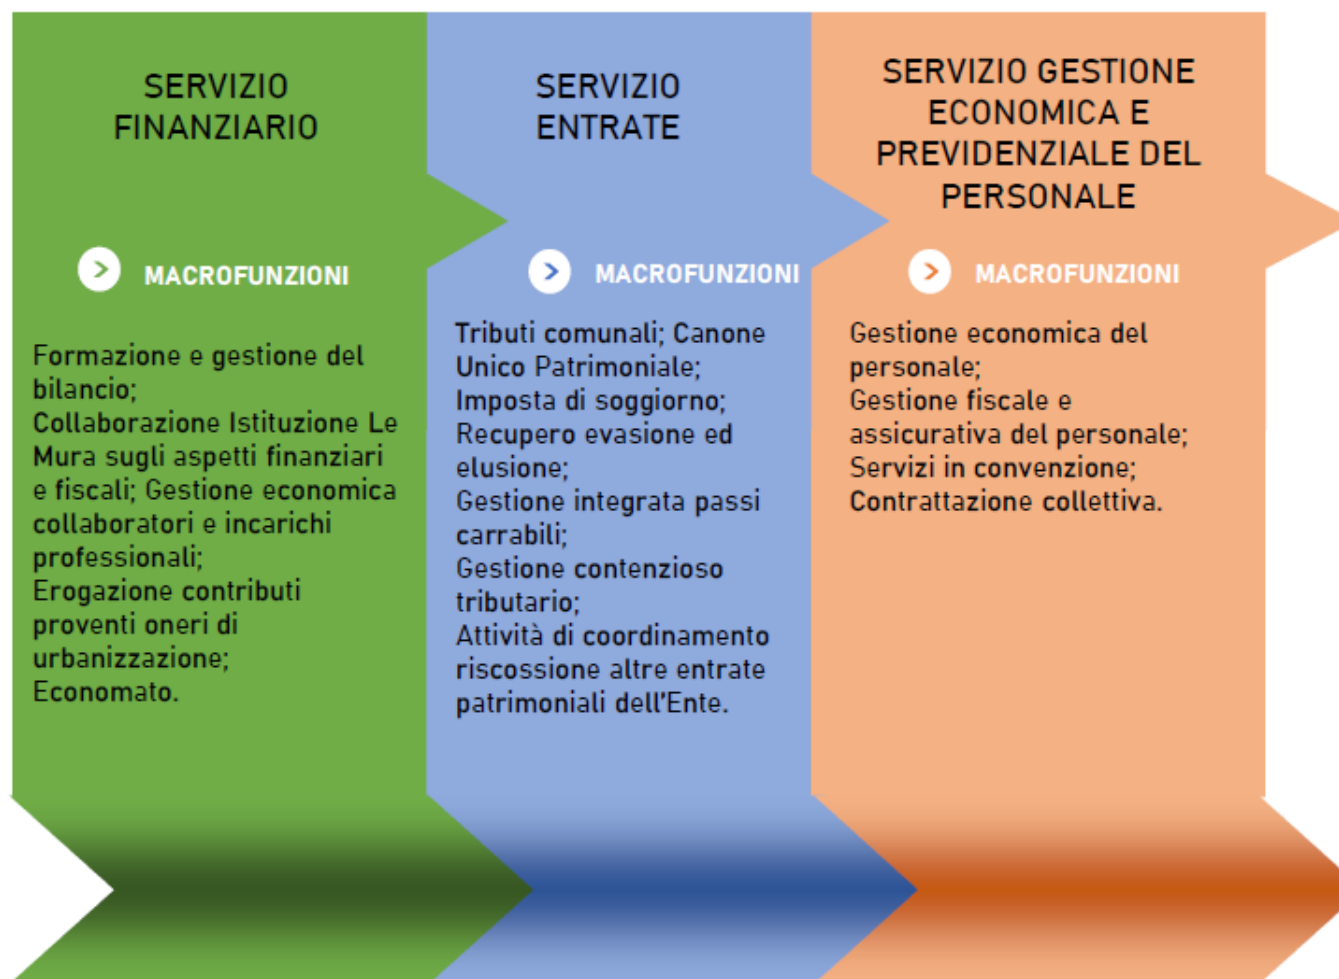 SERVIZIO
FINANZIARIO
MACROFUNZIONI
Formazione e gestione del
bilancio;
Collaborazione Istituzione Le
Mura sugli aspetti finanziari
e fiscali; Gestione economica
collaboratori e incarichi
professionali;
Erogazione contributi
proventi oneri di
urbanizzazione;
Economato.
SERVIZIO
ENTRATE
MACROFUNZIONI
Tributi comunali; Canone
Unico Patrimoniale;
Imposta di soggiorno;
Recupero evasione ed
elusione;
Gestione integrata passi
carrabili;
Gestione contenzioso
tributario;
Attività di coordinamento
riscossione altre entrate
patrimoniali dell'Ente.
SERVIZIO GESTIONE
ECONOMICA E
PREVIDENZIALE DEL
PERSONALE
MACROFUNZIONI
Gestione economica del
personale;
Gestione fiscale e
assicurativa del personale;
Servizi in convenzione;
Contrattazione collettiva.